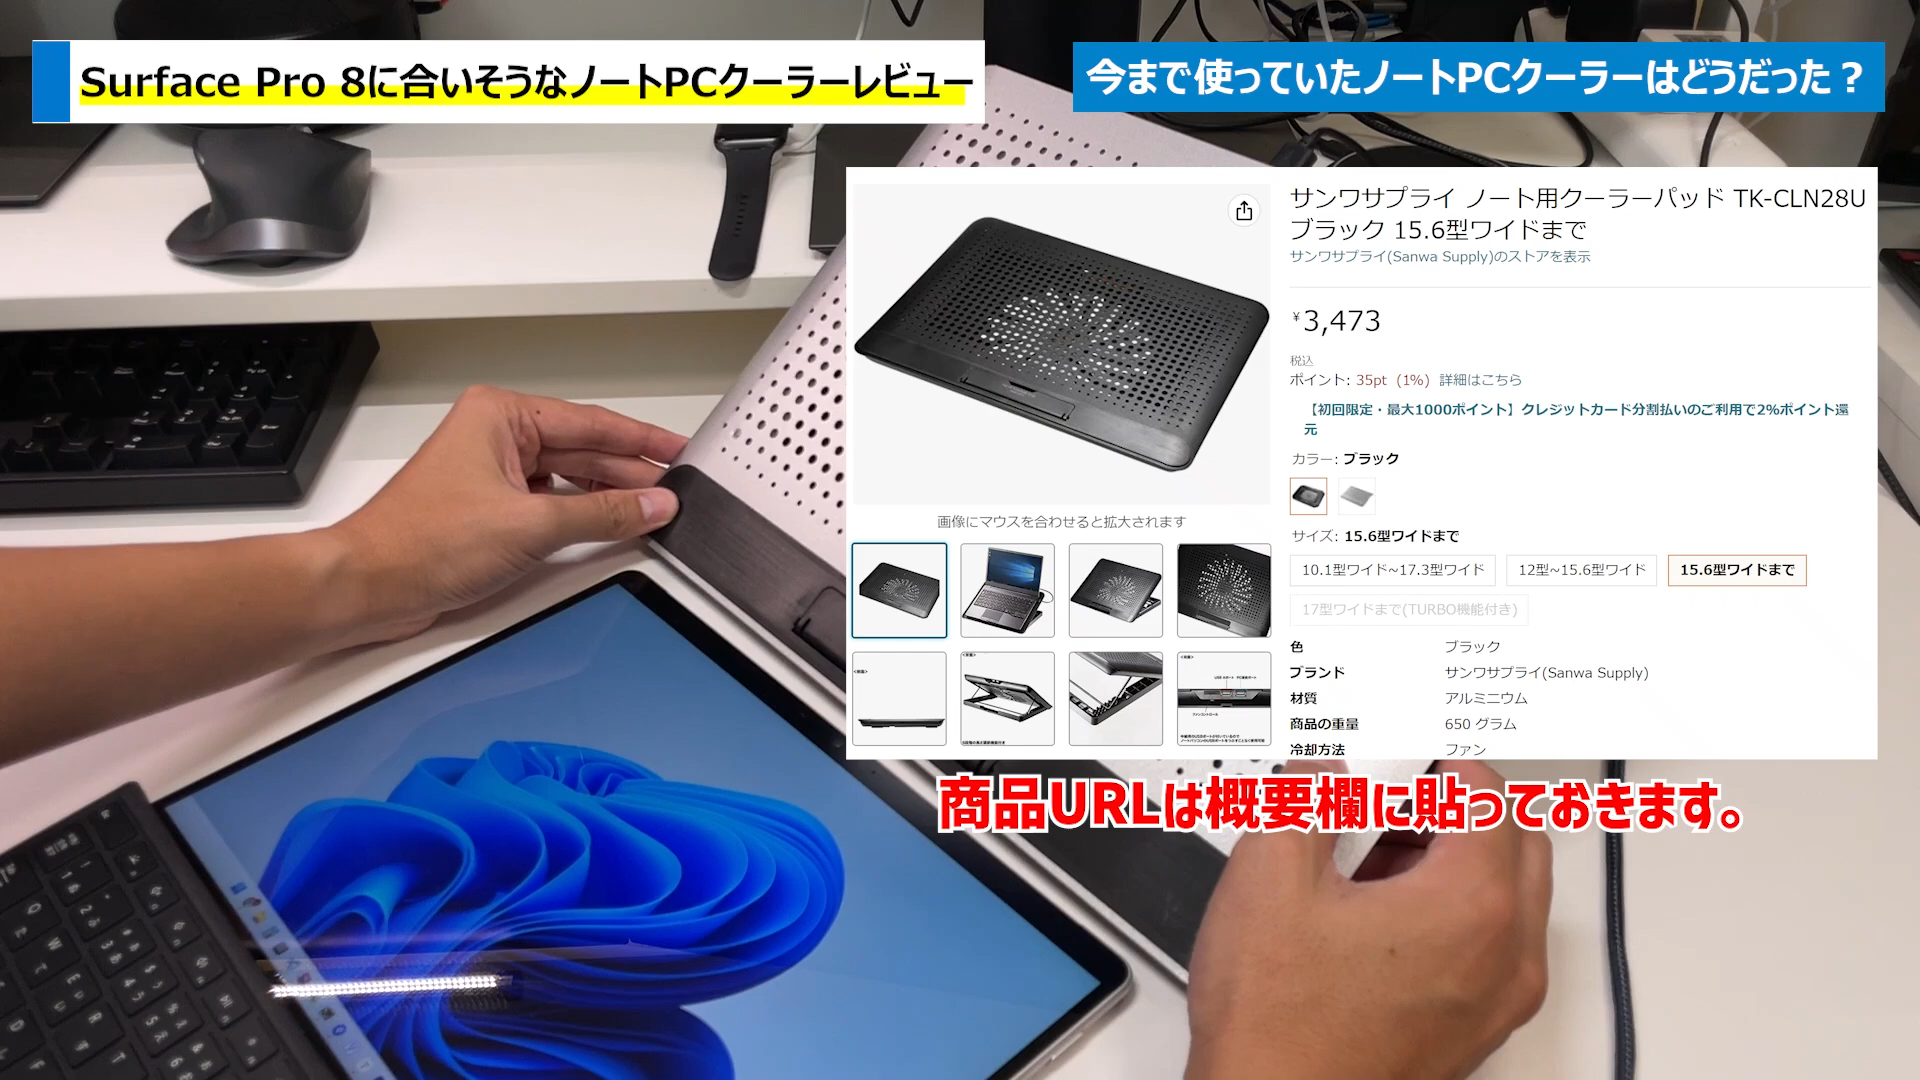 Surface Pro 8に合いそうなノートPCクーラーレビュー
今まで使っていたノートPCクーラーはどうだった？
サンワサプライ ノート用クーラーパッド TK-CLN28U
ブラック 15.6型ワイドまで
サンワサプライ(Sanwa Supply)のストアを表示
¥3,473
税込
ポイント: 35pt (1%) 詳細はこちら
【初回限定・最大1000ポイント】クレジットカード分割払いのご利用で2%ポイント還
元
カラー: ブラック
画像にマウスを合わせると拡大されます
サイズ: 15.6型ワイドまで
10.1型ワイド~17.3型ワイド 12型~15.6型ワイド 15.6型ワイドまで
17型ワイドまで(TURBO機能付き)
色 ブラック
ブランド サンワサプライ(Sanwa Supply)
材質 アルミニウム
商品の重量 650 グラム
冷却方法 ファン
商品URLは概要欄に貼っておきます。